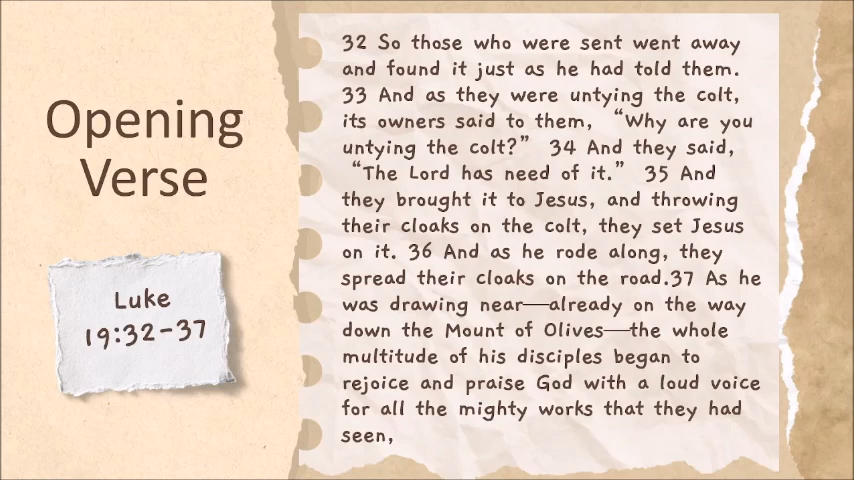 Opening
Verse
Luke
19:32-37
32 So those who were sent went away
and found it just as he had told them.
33 And as they were untying the colt,
its owners said to them, “Why are you
untying the colt?” 34 And they said,
“The Lord has need of it.” 35 And
they brought it to Jesus, and throwing
their cloaks on the colt, they set Jesus
on it. 36 And as he rode along, they
spread their cloaks on the road.37 As he
was drawing near—already on the way
down the Mount of Olives—the whole
multitude of his disciples began to
rejoice and praise God with a loud voice
for all the mighty works that they had
seen,